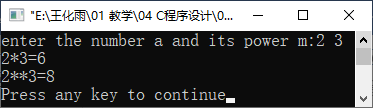 "E:\王化雨\01 教学\04 C程序设计\0...
enter the number a and its power m:2 3
2*3=6
2**3=8
Press any key to continue